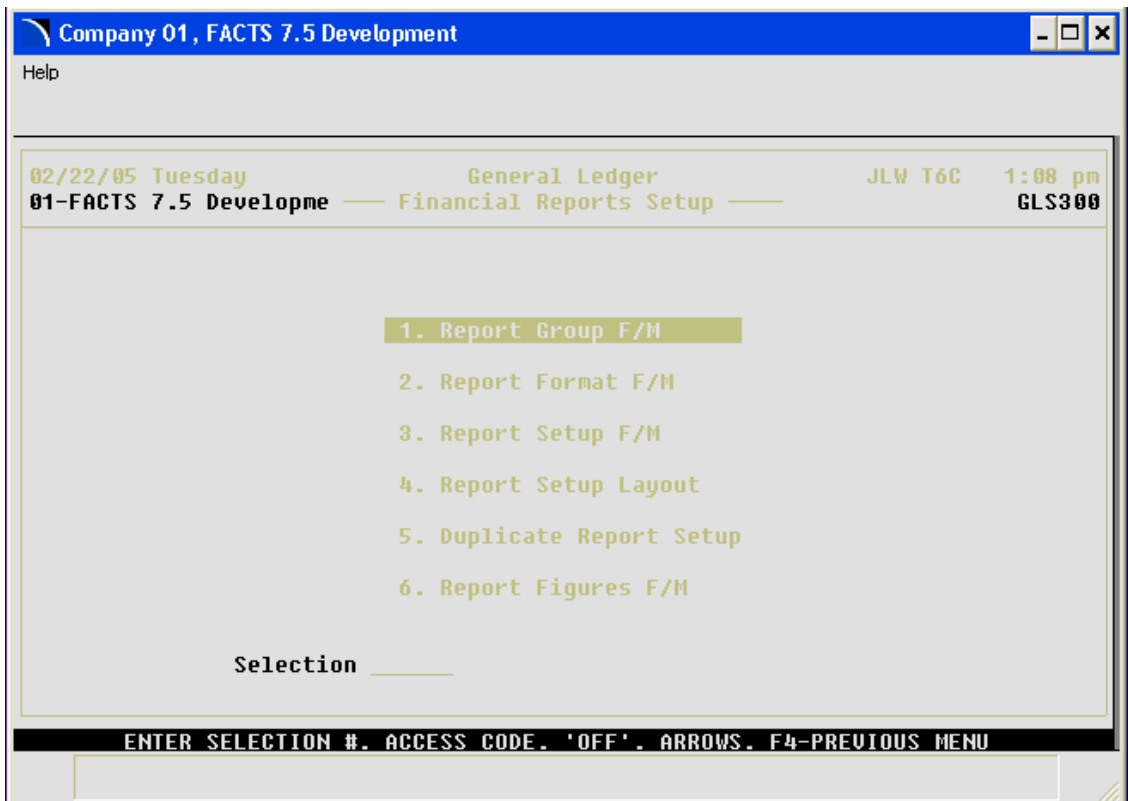 Company 01, FACTS 7.5 Development
Help
02/22/05 Tuesday General Ledger JLW T6C 1:08 pm
01-FACTS 7.5 Developme Financial Reports Setup GLS300
1. Report Group F/M
2. Report Format F/M
3. Report Setup F/M
4. Report Setup Layout
5. Duplicate Report Setup
6. Report Figures F/M
Selection ______
ENTER SELECTION #. ACCESS CODE. 'OFF'. ARROWS. F4-PREVIOUS MENU